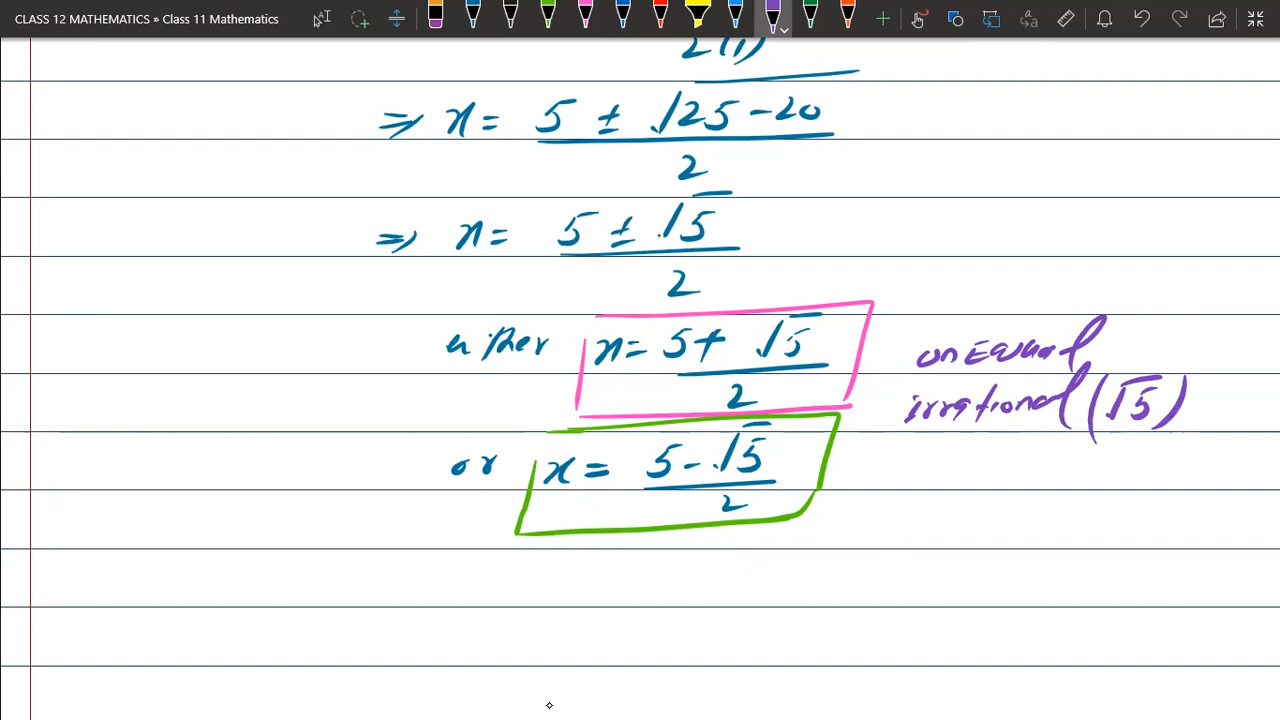 CLASS 12 MATHEMATICS » Class 11 Mathematics
2(1)
⇒ x = 5 ± √25-20 / 2
⇒ x = 5 ± √5 / 2
either x = 5 + √5 / 2
unequal
irrational (√5)
or x = 5 - √5 / 2